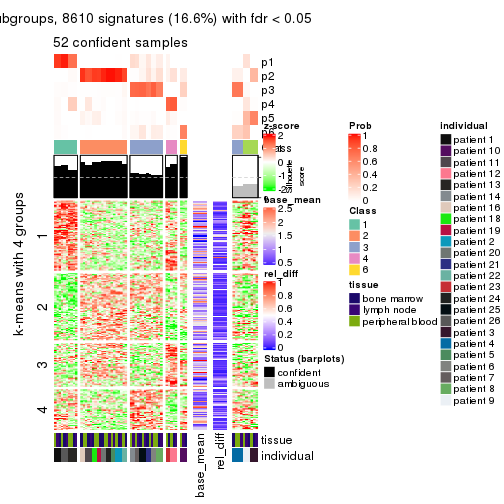 ubgroups, 8610 signatures (16.6%) with fdr < 0.05
52 confident samples
p1
p2
p3
p4
p5
p6
Class
silhouette score
k-means with 4 groups
1
2
3
4
tissue
individual
base_mean
rel_diff
z-score
2
1
0
-1
-2
base_mean
2.5
2
1.5
1
0.5
rel_diff
1
0.8
0.6
0.4
0.2
0
Status (barplots)
confident
ambiguous
Prob
1
0.8
0.6
0.4
0.2
0
Class
1
2
3
4
6
tissue
bone marrow
lymph node
peripheral blood
individual
patient 1
patient 10
patient 11
patient 12
patient 13
patient 14
patient 16
patient 18
patient 19
patient 2
patient 20
patient 21
patient 22
patient 23
patient 24
patient 25
patient 26
patient 3
patient 4
patient 5
patient 6
patient 7
patient 8
patient 9